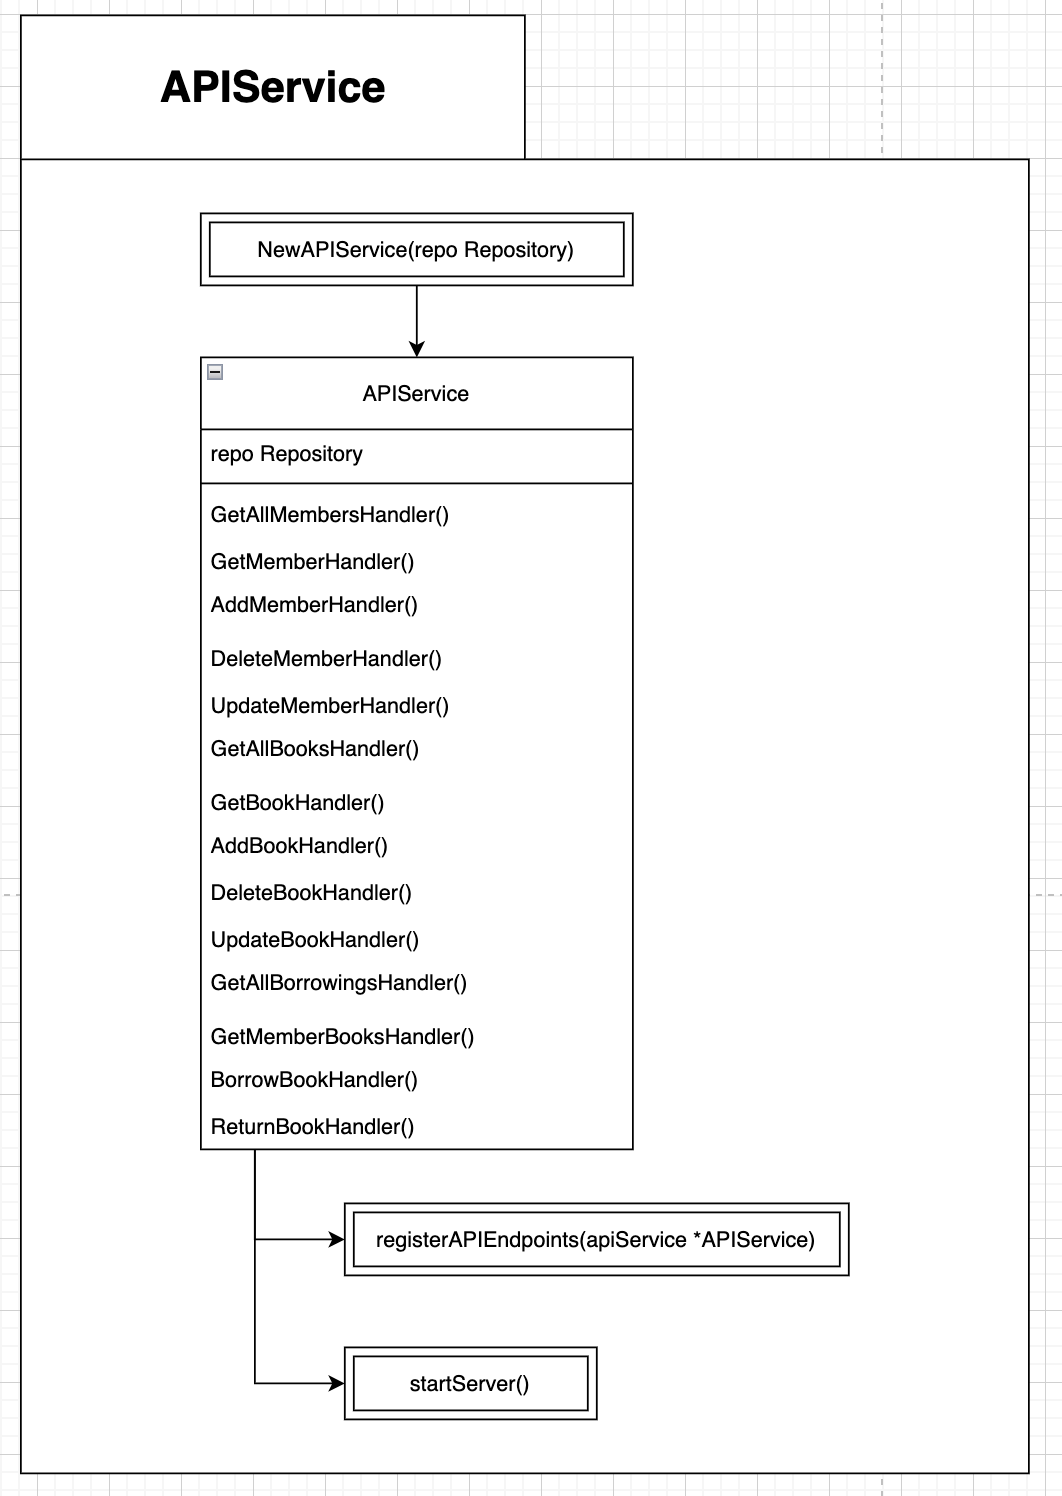 APIService
NewAPIService(repo Repository)
APIService
repo Repository
GetAllMembersHandler()
GetMemberHandler()
AddMemberHandler()
DeleteMemberHandler()
UpdateMemberHandler()
GetAllBooksHandler()
GetBookHandler()
AddBookHandler()
DeleteBookHandler()
UpdateBookHandler()
GetAllBorrowingsHandler()
GetMemberBooksHandler()
BorrowBookHandler()
ReturnBookHandler()
registerAPIEndpoints(apiService *APIService)
startServer()